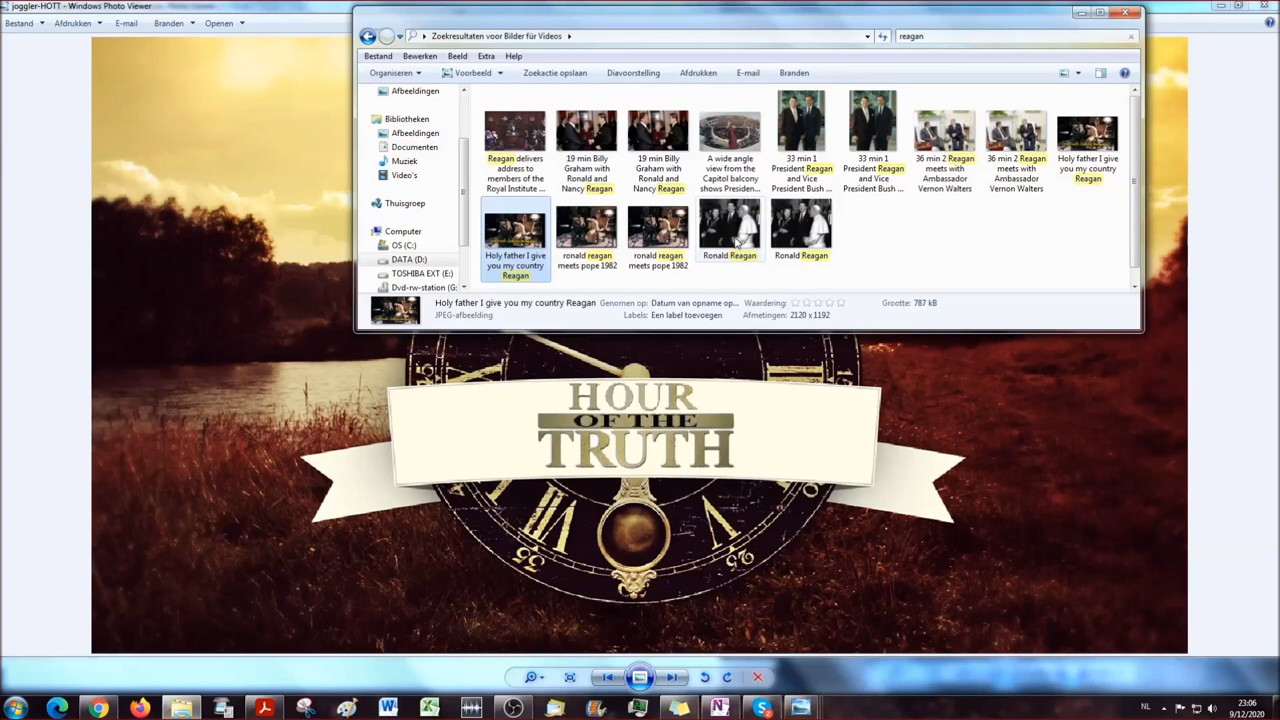 joggler-HOTT - Windows Photo Viewer
Bestand Afdrukken E-mail Branden Openen
Zoekresultaten voor Bilder für Videos
reagan
Bestand Bewerken Beeld Extra Help
Organiseren Voorbeeld Zoekactie opslaan Diavoorstelling Afdrukken E-mail Branden
Afbeeldingen
Bibliotheken
Afbeeldingen
Documenten
Muziek
Video's
Thuisgroep
Computer
OS (C:)
DATA (D:)
TOSHIBA EXT (E:)
Dvd-rw-station (G:
Reagan delivers address to members of the Royal Institute ...
19 min Billy Graham with Ronald and Nancy Reagan
19 min Billy Graham with Ronald and Nancy Reagan
A wide angle view from the Capitol balcony shows Presiden...
33 min 1 President Reagan and Vice President Bush ...
33 min 1 President Reagan and Vice President Bush ...
36 min 2 Reagan meets with Ambassador Vernon Walters
36 min 2 Reagan meets with Ambassador Vernon Walters
Holy father I give you my country Reagan
Holy father I give you my country Reagan
ronald reagan meets pope 1982
ronald reagan meets pope 1982
Ronald Reagan
Ronald Reagan
Holy father I give you my country Reagan Genomen op: Datum van opname op... Waardering: Grootte: 787 kB
JPEG-afbeelding Labels: Een label toevoegen Afmetingen: 2120 x 1192
HOUR
OF THE
TRUTH
NL
23:06
9/12/2020